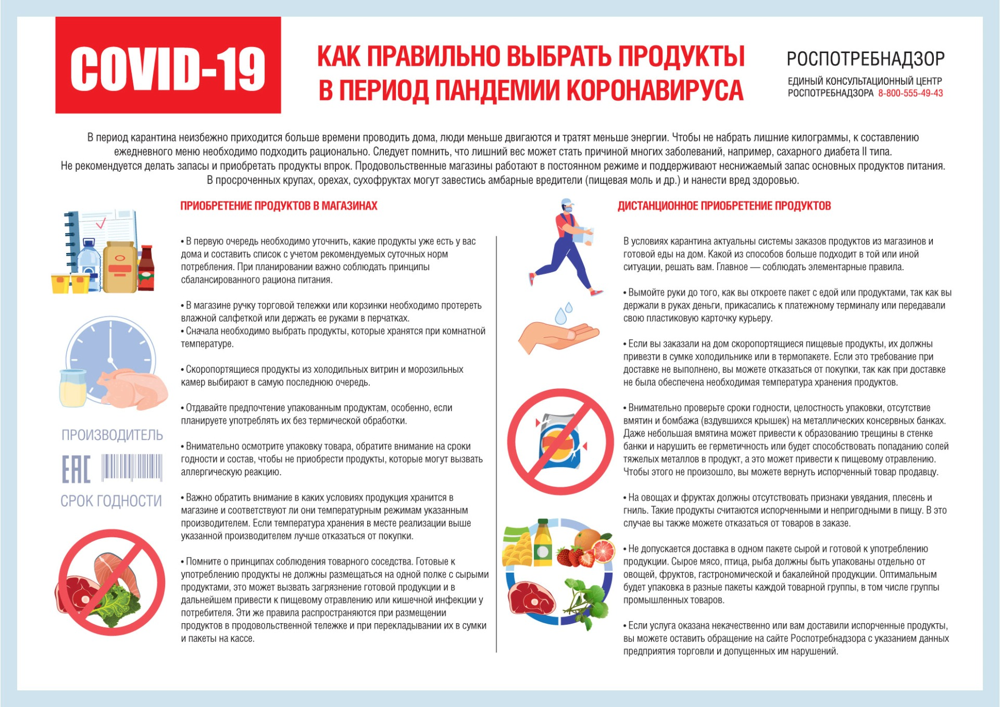 COVID-19
КАК ПРАВИЛЬНО ВЫБРАТЬ ПРОДУКТЫ
В ПЕРИОД ПАНДЕМИИ КОРОНАВИРУСА
РОСПОТРЕБНАДЗОР
ЕДИНЫЙ КОНСУЛЬТАЦИОННЫЙ ЦЕНТР
РОСПОТРЕБНАДЗОРА 8-800-555-49-43
В период карантина неизбежно приходится больше времени проводить дома, люди меньше двигаются и тратят меньше энергии. Чтобы не набрать лишние килограммы, к составлению
ежедневного меню необходимо подходить рационально. Следует помнить, что лишний вес может стать причиной многих заболеваний, например, сахарного диабета II типа.
Не рекомендуется делать запасы и приобретать продукты впрок. Продовольственные магазины работают в постоянном режиме и поддерживают неснижаемый запас основных продуктов питания.
В просроченных крупах, орехах, сухофруктах могут завестись амбарные вредители (пищевая моль и др.) и нанести вред здоровью.
ПРИОБРЕТЕНИЕ ПРОДУКТОВ В МАГАЗИНАХ
• В первую очередь необходимо уточнить, какие продукты уже есть у вас
дома и составить список с учетом рекомендуемых суточных норм
потребления. При планировании важно соблюдать принципы
сбалансированного рациона питания.
• В магазине ручку торговой тележки или корзинки необходимо протереть
влажной салфеткой или держать ее руками в перчатках.
• Сначала необходимо выбрать продукты, которые хранятся при комнатной
температуре.
• Скоропортящиеся продукты из холодильных витрин и морозильных
камер выбирают в самую последнюю очередь.
• Отдавайте предпочтение упакованным продуктам, особенно, если
планируете употреблять их без термической обработки.
• Внимательно осмотрите упаковку товара, обратите внимание на сроки
годности и состав, чтобы не приобрести продукты, которые могут вызвать
аллергическую реакцию.
• Важно обратить внимание в каких условиях продукция хранится в
магазине и соответствуют ли они температурным режимам указанным
производителем. Если температура хранения в месте реализации выше
указанной производителем лучше отказаться от покупки.
• Помните о принципах соблюдения товарного соседства. Готовые к
употреблению продукты не должны размещаться на одной полке с сырыми
продуктами, это может вызвать загрязнение готовой продукции и в
дальнейшем привести к пищевому отравлению или кишечной инфекции у
потребителя. Эти же правила распространяются при размещении
продуктов в продовольственной тележке и при перекладывании их в сумки
и пакеты на кассе.
ПРОИЗВОДИТЕЛЬ
EAC
СРОК ГОДНОСТИ
ДИСТАНЦИОННОЕ ПРИОБРЕТЕНИЕ ПРОДУКТОВ
В условиях карантина актуальны системы заказов продуктов из магазинов и
готовой еды на дом. Какой из способов больше подходит в той или иной
ситуации, решать вам. Главное — соблюдать элементарные правила.
• Вымойте руки до того, как вы откроете пакет с едой или продуктами, так как вы
держали в руках деньги, прикасались к платежному терминалу или передавали
свою пластиковую карточку курьеру.
• Если вы заказали на дом скоропортящиеся пищевые продукты, их должны
привезти в сумке холодильнике или в термопакете. Если это требование при
доставке не выполнено, вы можете отказаться от покупки, так как при доставке
не была обеспечена необходимая температура хранения продуктов.
• Внимательно проверьте сроки годности, целостность упаковки, отсутствие
вмятин и бомбажа (вздувшихся крышек) на металлических консервных банках.
Даже небольшая вмятина может привести к образованию трещины в стенке
банки и нарушить ее герметичность или будет способствовать попаданию солей
тяжелых металлов в продукт, а это может привести к пищевому отравлению.
Чтобы этого не произошло, вы можете вернуть испорченный товар продавцу.
• На овощах и фруктах должны отсутствовать признаки увядания, плесень и
гниль. Такие продукты считаются испорченными и непригодными в пищу. В это
случае вы также можете отказаться от товаров в заказе.
• Не допускается доставка в одном пакете сырой и готовой к употреблению
продукции. Сырое мясо, птица, рыба должны быть упакованы отдельно от
овощей, фруктов, гастрономической и бакалейной продукции. Оптимальным
будет упаковка в разные пакеты каждой товарной группы, в том числе группы
промышленных товаров.
• Если услуга оказана некачественно или вам доставили испорченные продукты,
вы можете оставить обращение на сайте Роспотребнадзора с указанием данных
предприятия торговли и допущенных им нарушений.